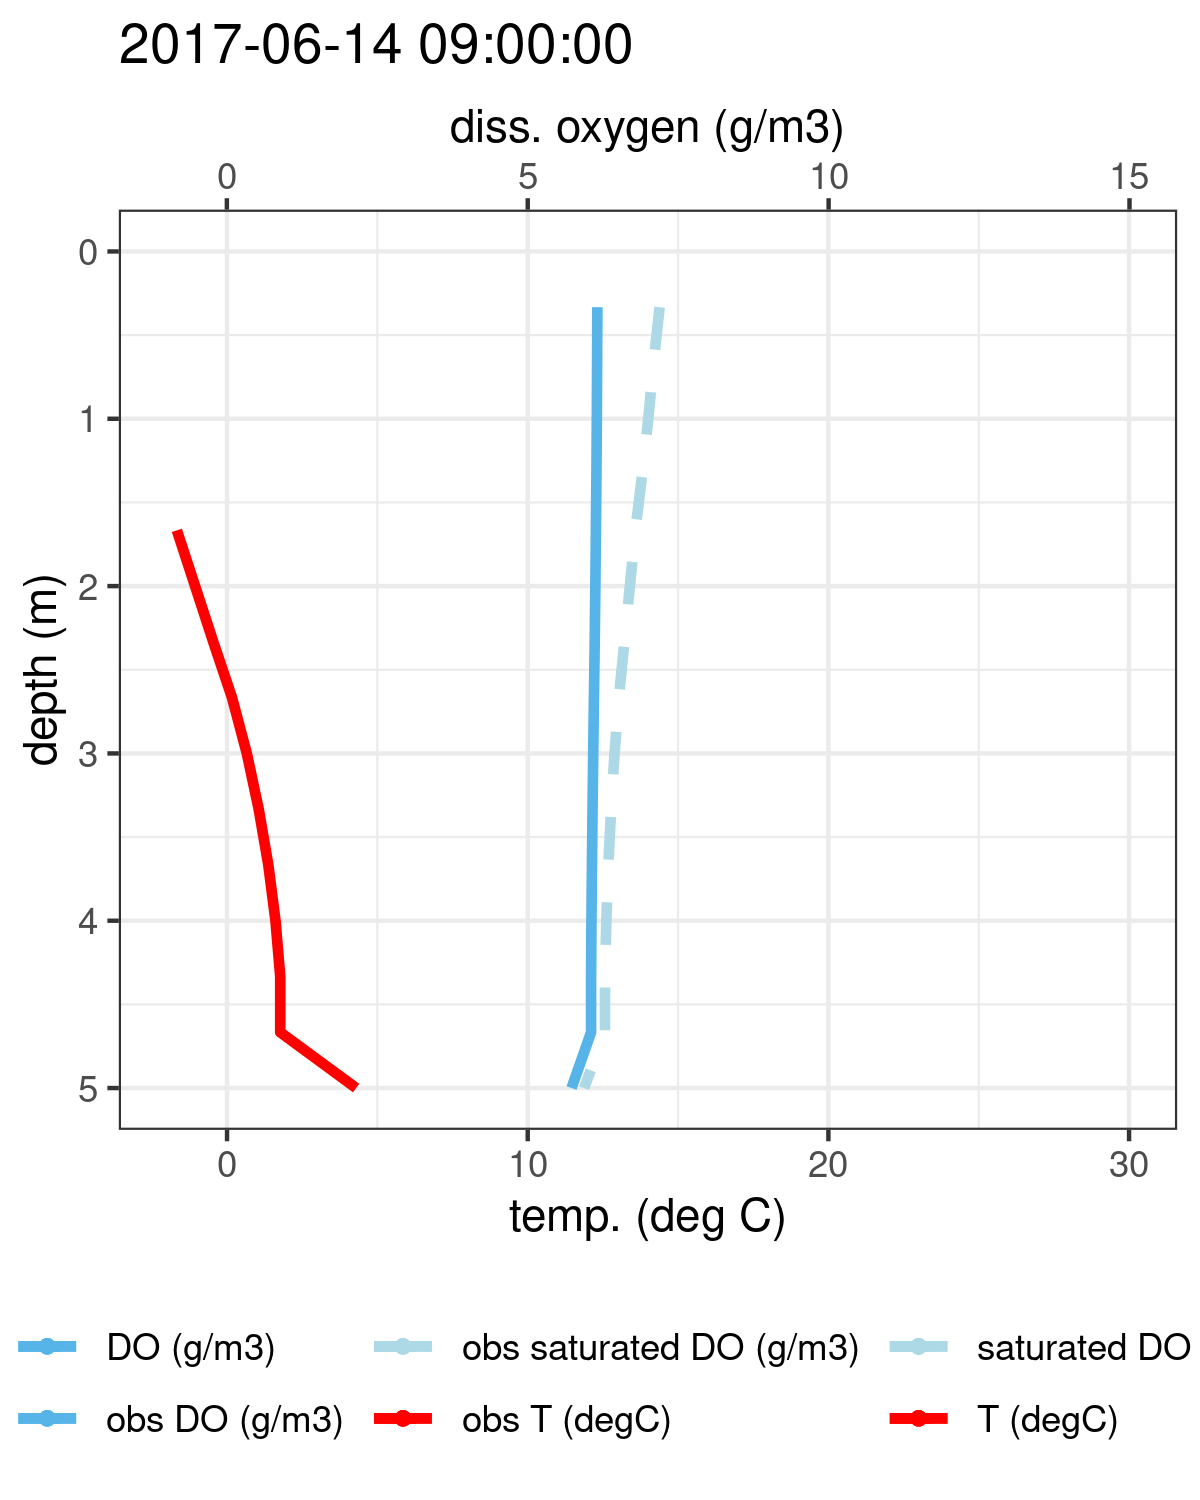 2017-06-14 09:00:00
diss. oxygen (g/m3)
0 5 10 15
0
1
2
3
4
5
depth (m)
0 10 20 30
temp. (deg C)
DO (g/m3) obs saturated DO (g/m3) saturated DO
obs DO (g/m3) obs T (degC) T (degC)